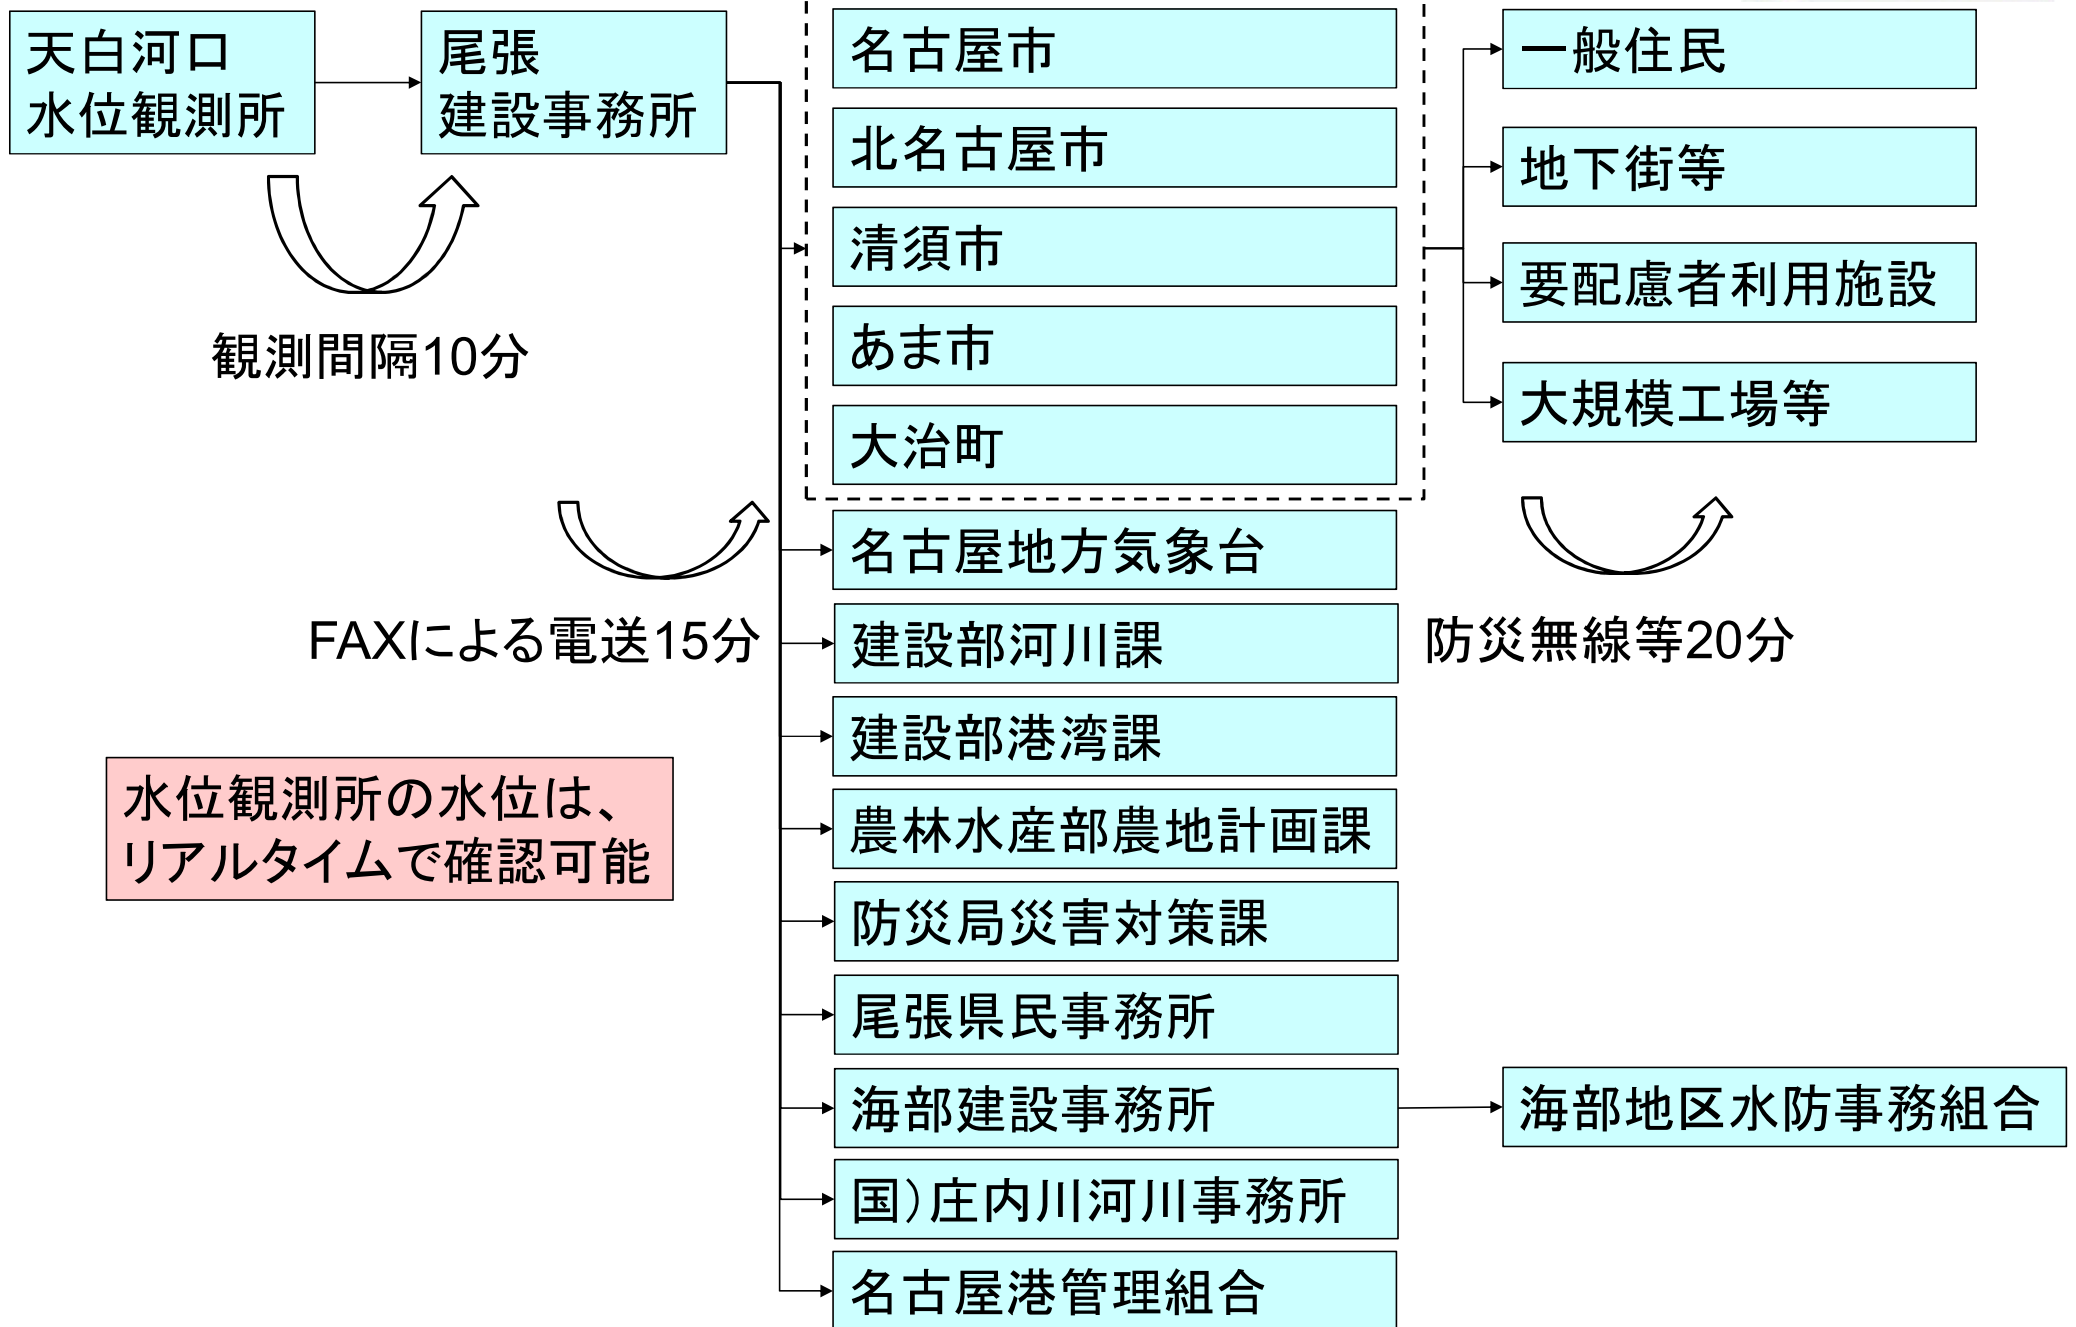 天白河口
水位観測所
尾張
建設事務所
観測間隔10分
FAXによる電送15分
水位観測所の水位は、
リアルタイムで確認可能
名古屋市
北名古屋市
清須市
あま市
大治町
名古屋地方気象台
建設部河川課
建設部港湾課
農林水産部農地計画課
防災局災害対策課
尾張県民事務所
海部建設事務所
国）庄内川河川事務所
名古屋港管理組合
一般住民
地下街等
要配慮者利用施設
大規模工場等
防災無線等20分
海部地区水防事務組合